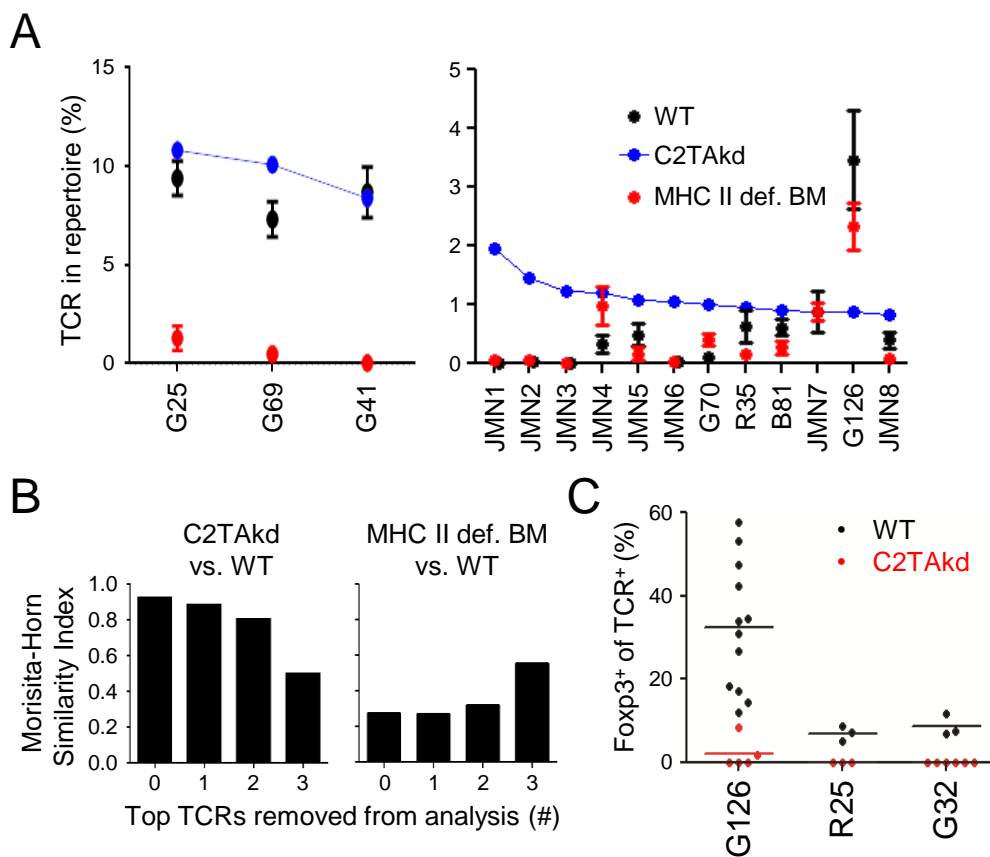 A
TCR in repertoire (%)
15
10
5
0
G25
G69
G41
5
4
3
2
1
0
WT
C2TAkd
MHC II def. BM
JMN1
JMN2
JMN3
JMN4
JMN5
JMN6
G70
R35
B81
JMN7
G126
JMN8
B
C2TAkd
vs. WT
MHC II def. BM
vs. WT
Morisita-Horn
Similarity Index
1.0
0.8
0.6
0.4
0.2
0.0
0 1 2 3
0 1 2 3
Top TCRs removed from analysis (#)
C
Foxp3+ of TCR+ (%)
60
40
20
0
WT
C2TAkd
G126
R25
G32